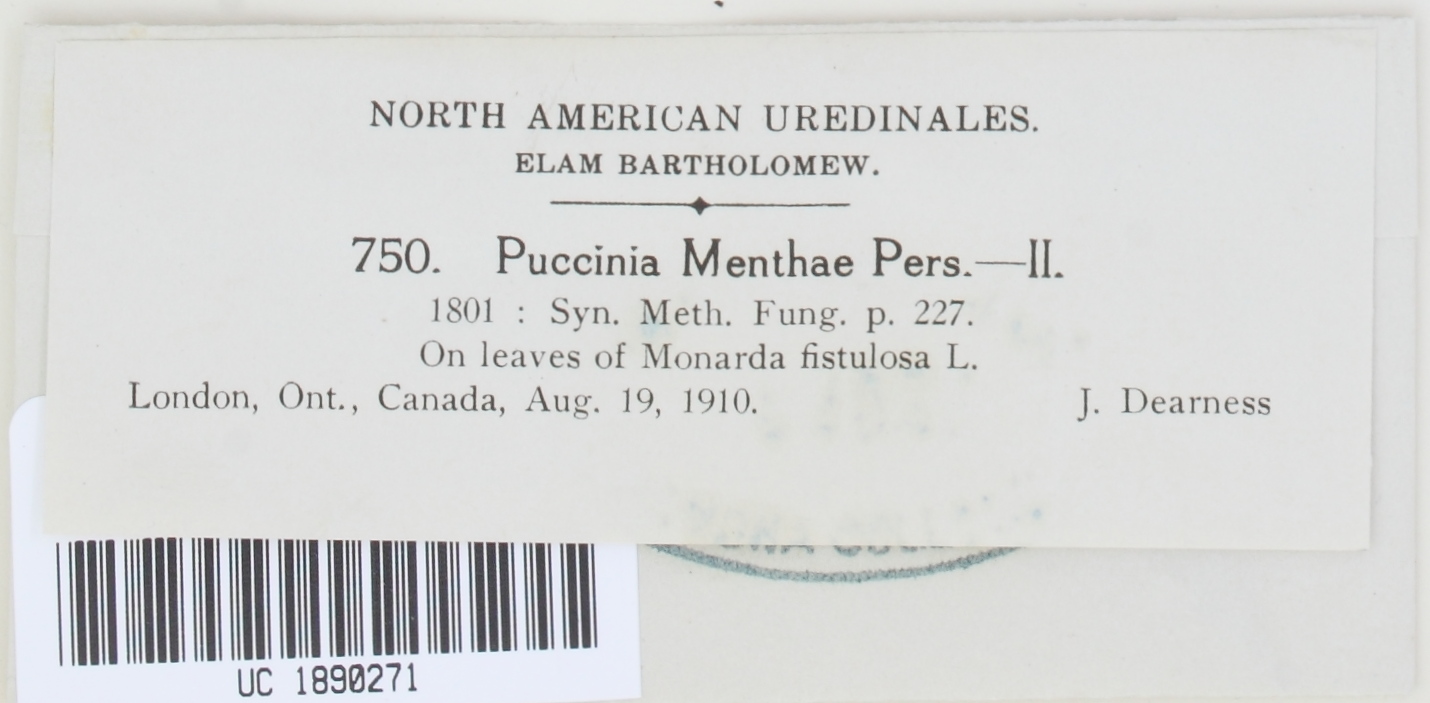 NORTH AMERICAN UREDINALES.
ELAM BARTHOLOMEW.
750. Puccinia Menthae Pers.—II.
1801 : Syn. Meth. Fung. p. 227.
On leaves of Monarda fistulosa L.
London, Ont., Canada, Aug. 19, 1910. J. Dearness
UC 1890271